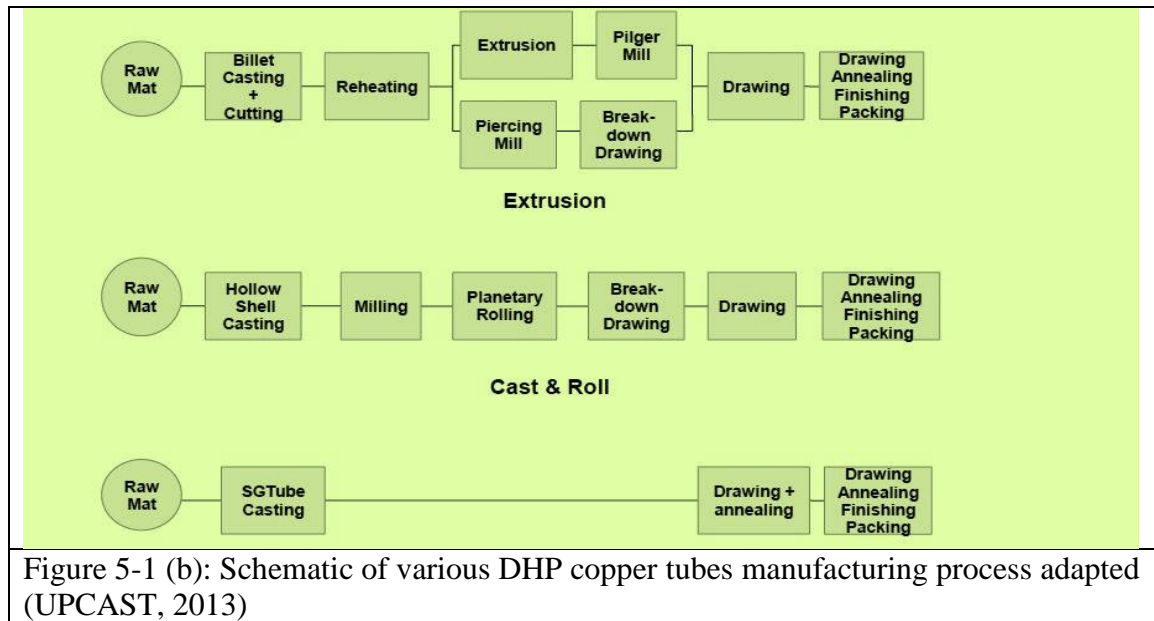 Raw
Mat
Billet
Casting
+
Cutting
Reheating
Extrusion
Pilger
Mill
Piercing
Mill
Break-
down
Drawing
Drawing
Drawing
Annealing
Finishing
Packing
Extrusion
Raw
Mat
Hollow
Shell
Casting
Milling
Planetary
Rolling
Break-
down
Drawing
Drawing
Drawing
Annealing
Finishing
Packing
Cast & Roll
Raw
Mat
SGTube
Casting
Drawing +
annealing
Drawing
Annealing
Finishing
Packing
Figure 5-1 (b): Schematic of various DHP copper tubes manufacturing process adapted
(UPCAST, 2013)